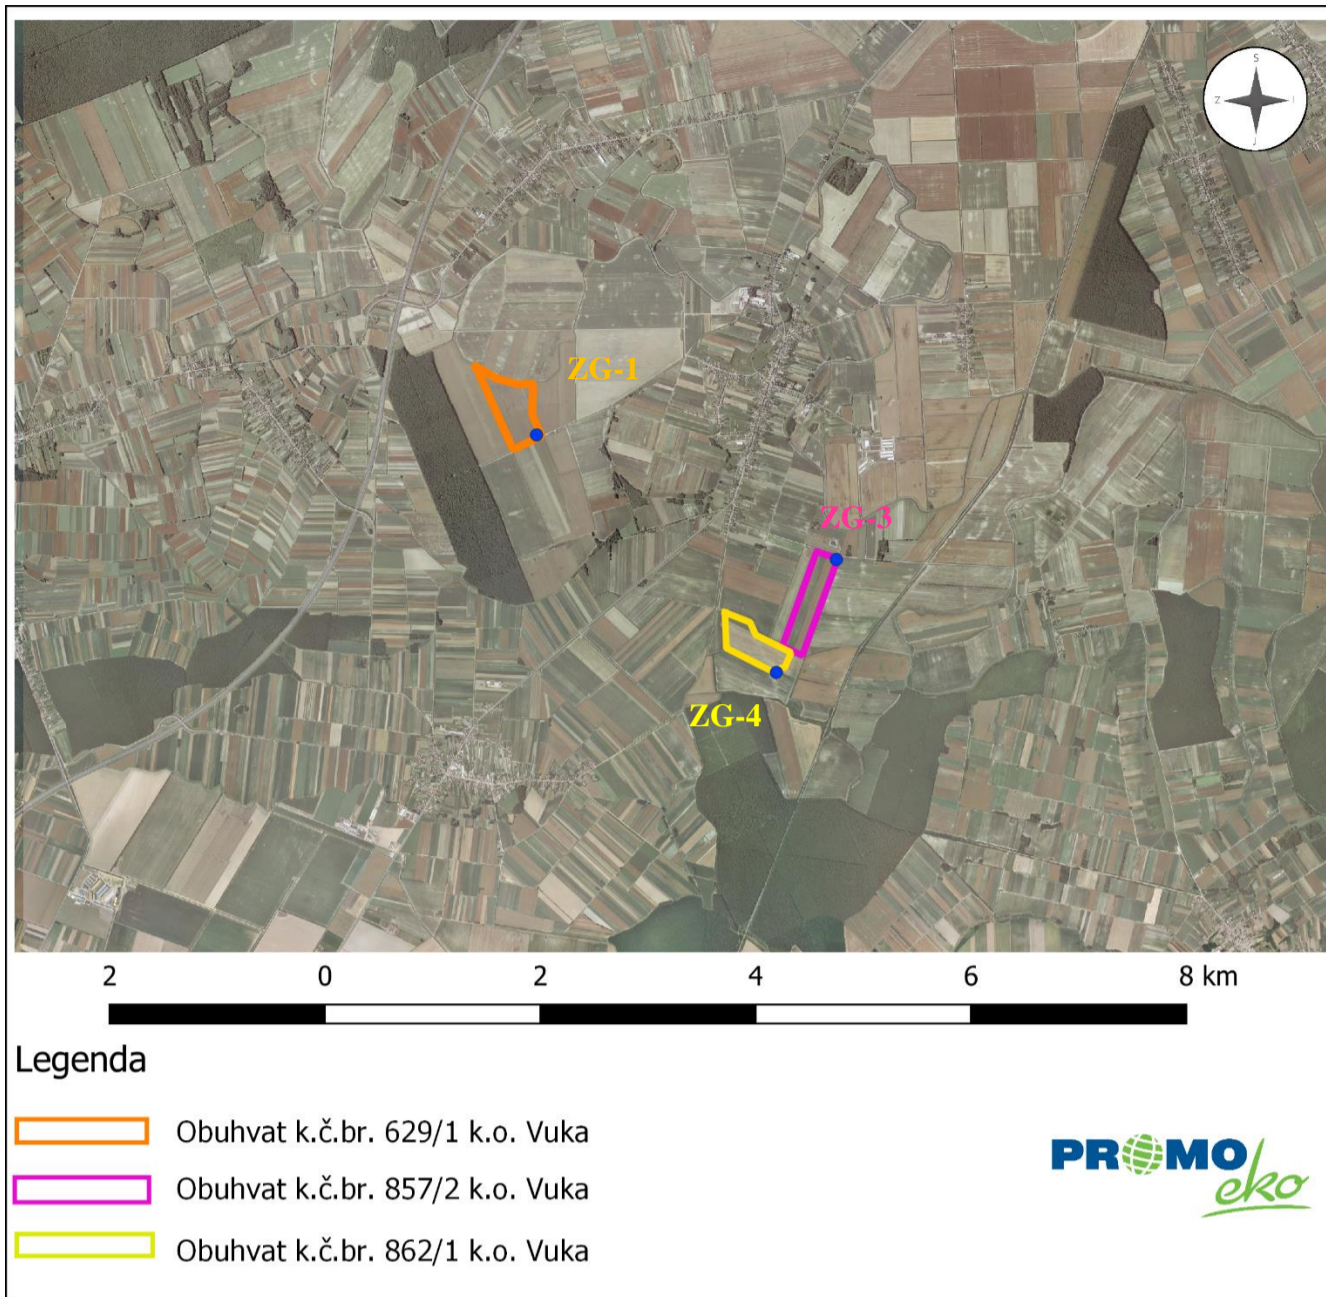 S
Z I
J
ZG-1
ZG-3
ZG-4
2 0 2 4 6 8 km
Legenda
Obuhvat k.č.br. 629/1 k.o. Vuka
Obuhvat k.č.br. 857/2 k.o. Vuka
Obuhvat k.č.br. 862/1 k.o. Vuka
PROMO
eko